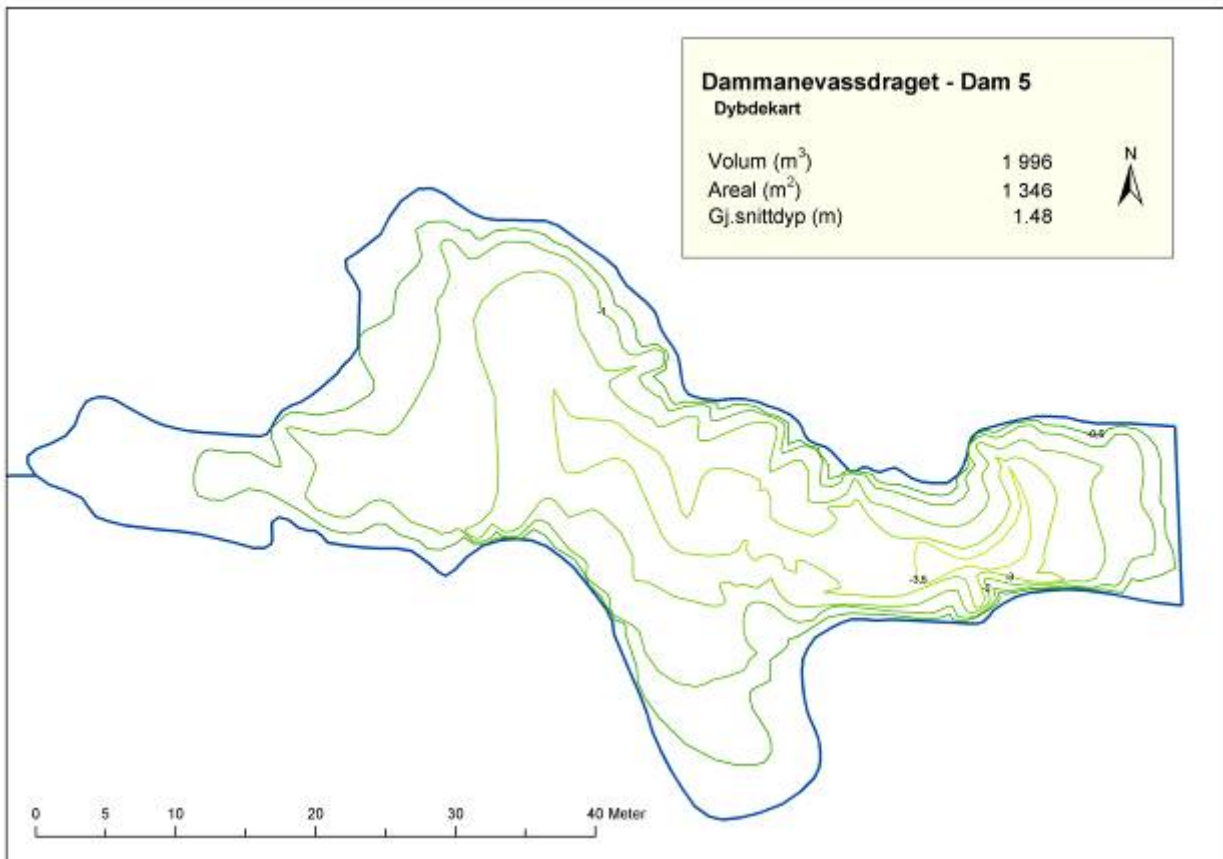 Dammanevassdraget - Dam 5
Dybdekart
Volum (m³) 1 996
Areal (m²) 1 346
Gj.snittdyp (m) 1.48
N
-1
-0,5
-3,5
-3
-2
0 5 10 20 30 40 Meter